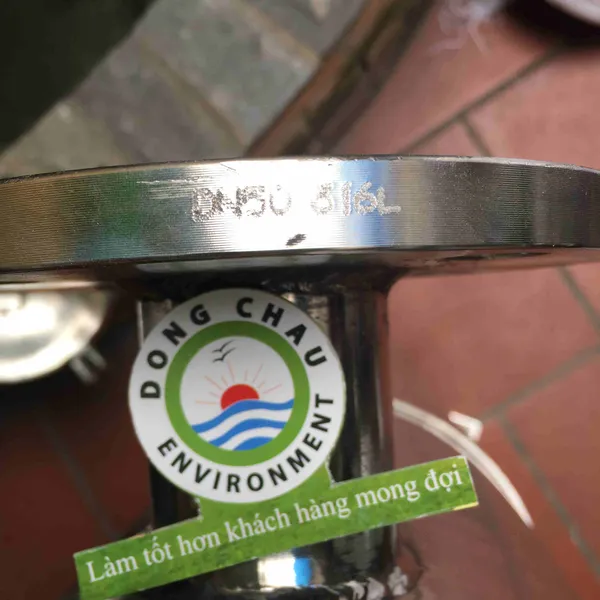 DN50 316L
DONG CHAU
ENVIRONMENT
Làm tốt hơn khách hàng mong đợi